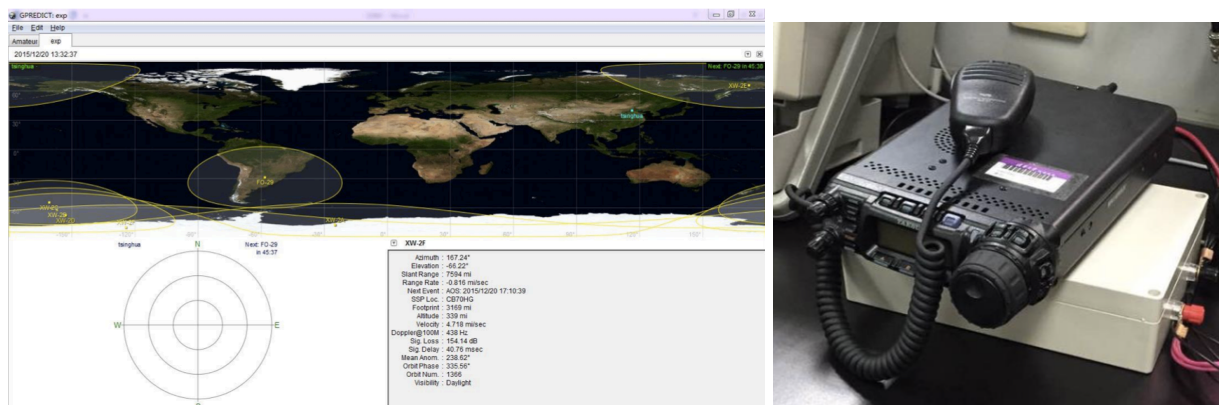 GPREDICT: exp
File Edit Help
Amateur exp
2015/12/20 13:32:37
tsinghua
Next: FO-29 in 45:38
XW-2E
tsinghua
FO-29
tsinghua
Next: FO-29
in 45:37
N
W
E
XW-2F
Azimuth : 167.24°
Elevation : -66.22°
Slant Range : 7594 mi
Range Rate : -0.816 mi/sec
Next Event : AOS: 2015/12/20 17:10:39
SSP Loc. : CB70HG
Footprint : 3169 mi
Altitude : 339 mi
Velocity : 4.718 mi/sec
Doppler@100M : 438 Hz
Sig. Loss : 154.14 dB
Sig. Delay : 40.76 msec
Mean Anom. : 238.62°
Orbit Phase : 335.56°
Orbit Num. : 1366
Visibility : Daylight
YAESU